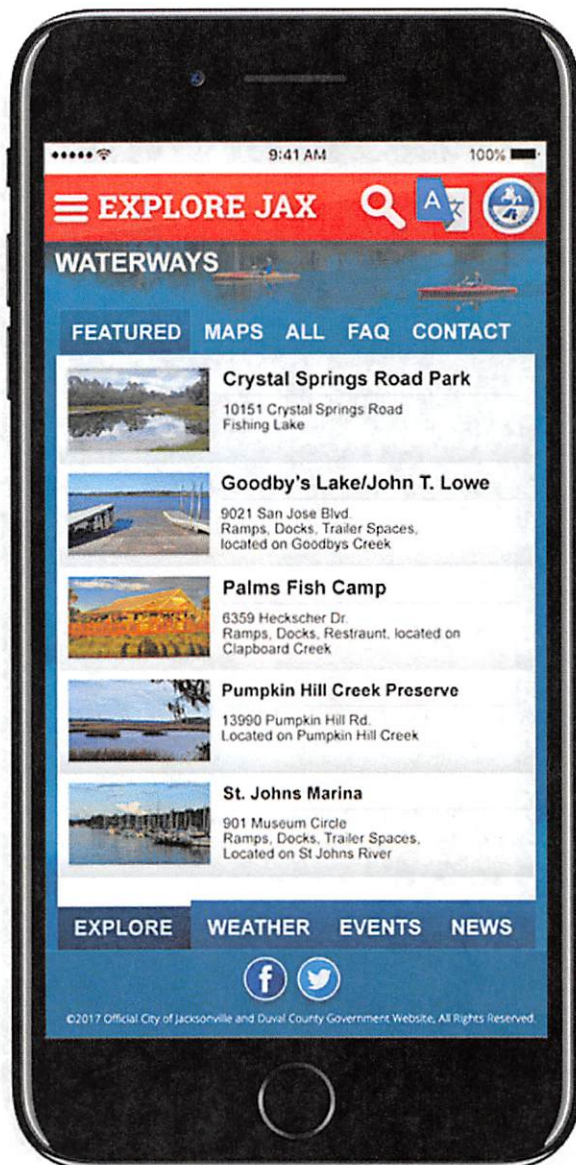 9:41 AM 100%
EXPLORE JAX A 文
WATERWAYS
FEATURED MAPS ALL FAQ CONTACT
Crystal Springs Road Park
10151 Crystal Springs Road
Fishing Lake
Goodby's Lake/John T. Lowe
9021 San Jose Blvd.
Ramps, Docks, Trailer Spaces,
located on Goodbys Creek
Palms Fish Camp
6359 Heckscher Dr.
Ramps, Docks, Restraunt, located on
Clapboard Creek
Pumpkin Hill Creek Preserve
13990 Pumpkin Hill Rd.
Located on Pumpkin Hill Creek
St. Johns Marina
901 Museum Circle
Ramps, Docks, Trailer Spaces,
Located on St Johns River
EXPLORE WEATHER EVENTS NEWS
f
©2017 Official City of Jacksonville and Duval County Government Website, All Rights Reserved.